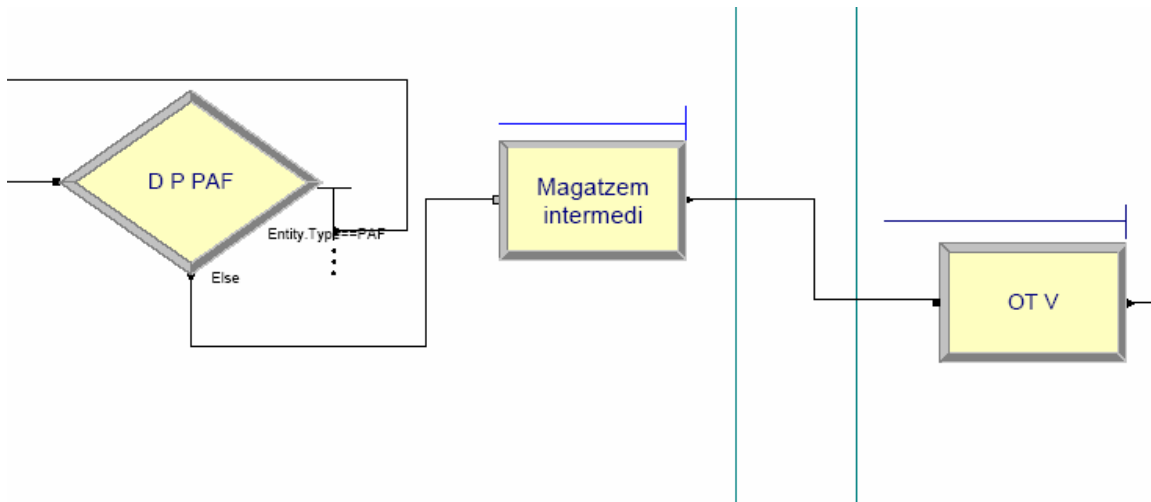 D P PAF
Entity.Type==PAF
Else
Magatzem
intermedi
OT V